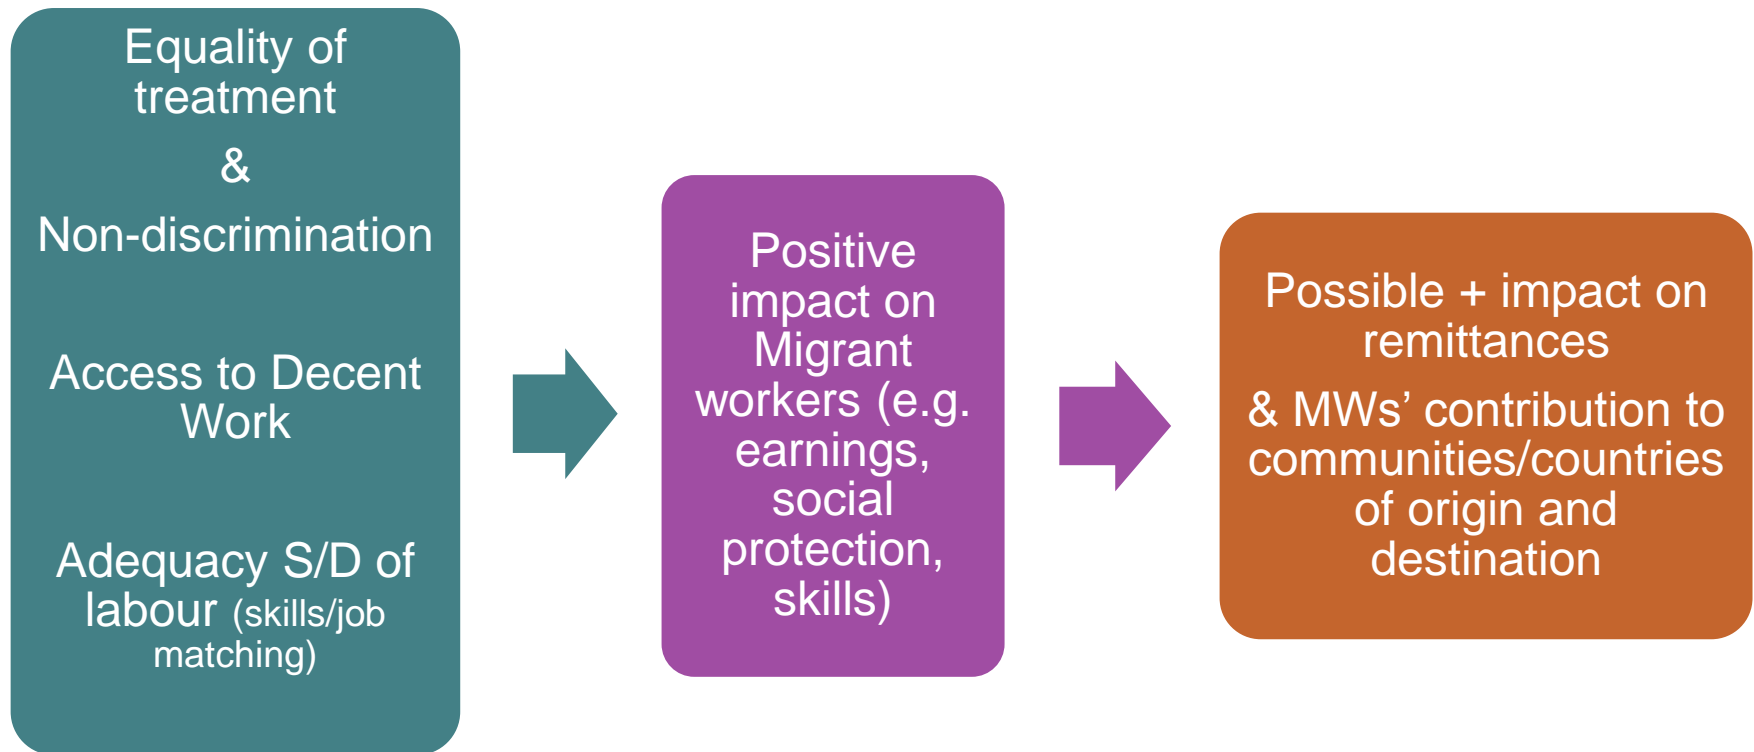 Equality of
treatment
&
Non-discrimination
Access to Decent
Work
Adequacy S/D of
labour (skills/job
matching)
Positive
impact on
Migrant
workers (e.g.
earnings,
social
protection,
skills)
Possible + impact on
remittances
& MWs’ contribution to
communities/countries
of origin and
destination